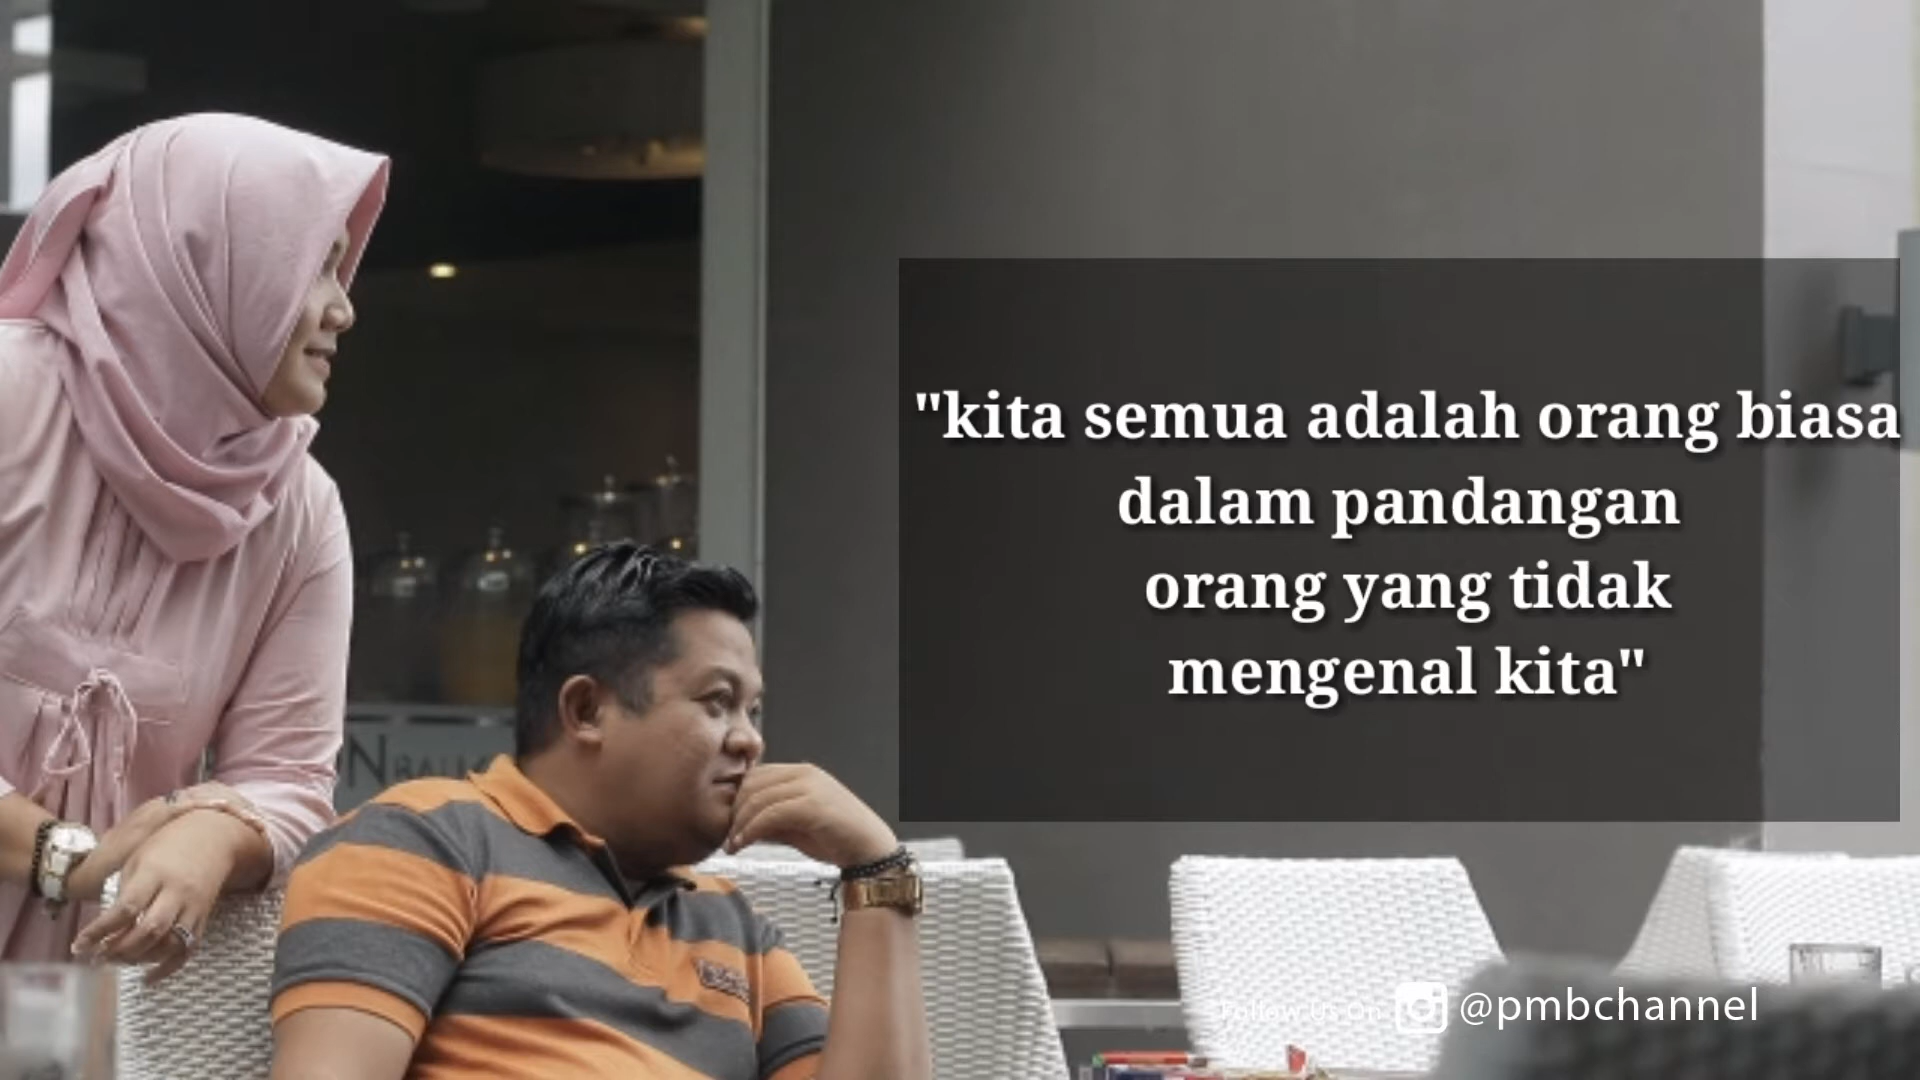 "kita semua adalah orang biasa
dalam pandangan
orang yang tidak
mengenal kita"
Follow Us On @pmbchannel